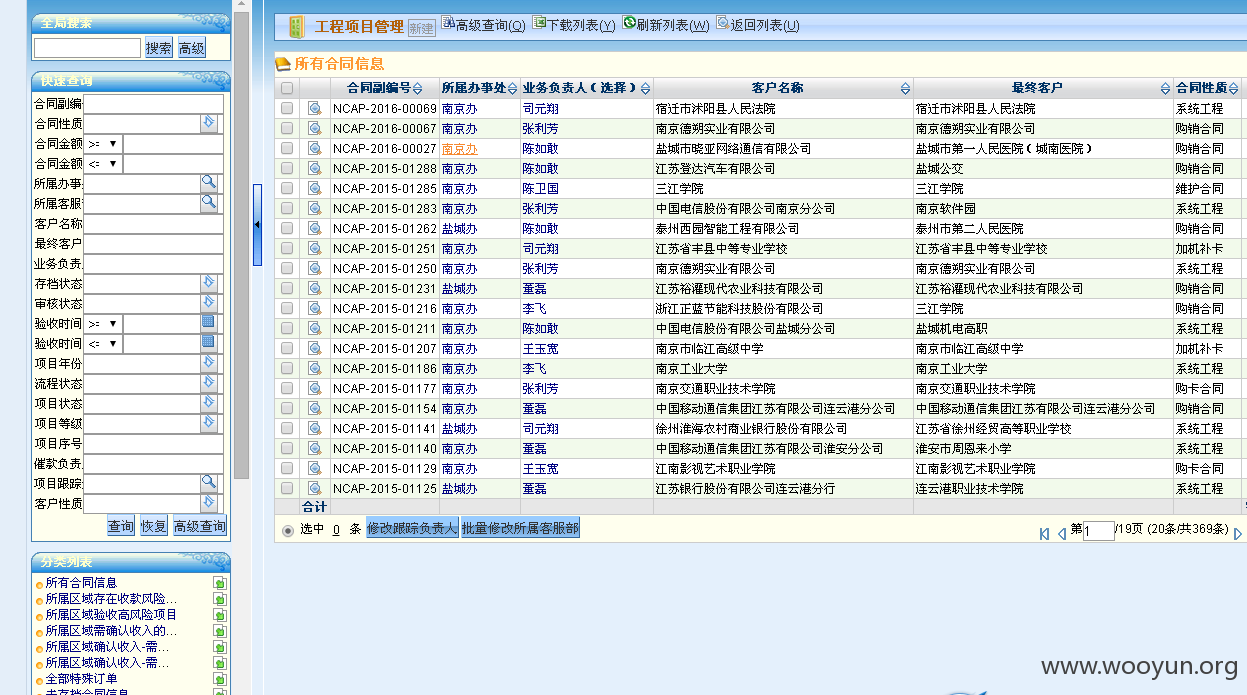 全局搜索
搜索 高级
快速查询
合同副编
合同性质
合同金额 >= ▼
合同金额 <= ▼
所属办事
所属客服
客户名称
最终客户
业务负责
存档状态
审核状态
验收时间 >= ▼
验收时间 <= ▼
项目年份
流程状态
项目状态
项目等级
项目序号
催款负责
项目跟踪
客户性质
查询 恢复 高级查询
分类列表
所有合同信息
所属区域存在收款风险...
所属区域验收高风险项目
所属区域需确认收入的...
所属区域确认收入-需...
所属区域确认收入-需...
全部特殊订单
未存档合同信息
工程项目管理 新建 高级查询(Q) 下载列表(Y) 刷新列表(W) 返回列表(U)
所有合同信息
合同副编号 所属办事处 业务负责人（选择） 客户名称 最终客户 合同性质
NCAP-2016-00069 南京办 司元翔 宿迁市沭阳县人民法院 宿迁市沭阳县人民法院 系统工程
NCAP-2016-00067 南京办 张利芳 南京德朔实业有限公司 南京德朔实业有限公司 购销合同
NCAP-2016-00027 南京办 陈如敢 盐城市晓亚网络通信有限公司 盐城市第一人民医院（城南医院） 购销合同
NCAP-2015-01288 南京办 陈如敢 江苏登达汽车有限公司 盐城公交 购销合同
NCAP-2015-01285 南京办 陈卫国 三江学院 三江学院 维护合同
NCAP-2015-01283 南京办 张利芳 中国电信股份有限公司南京分公司 南京软件园 系统工程
NCAP-2015-01262 盐城办 陈如敢 泰州西园智能工程有限公司 泰州市第二人民医院 购销合同
NCAP-2015-01251 南京办 司元翔 江苏省丰县中等专业学校 江苏省丰县中等专业学校 加机补卡
NCAP-2015-01250 南京办 张利芳 南京德朔实业有限公司 南京德朔实业有限公司 系统工程
NCAP-2015-01231 盐城办 董磊 江苏裕灌现代农业科技有限公司 江苏裕灌现代农业科技有限公司 购销合同
NCAP-2015-01216 南京办 李飞 浙江正蓝节能科技股份有限公司 三江学院 购销合同
NCAP-2015-01211 南京办 陈如敢 中国电信股份有限公司盐城分公司 盐城机电高职 系统工程
NCAP-2015-01207 南京办 王玉宽 南京市临江高级中学 南京市临江高级中学 加机补卡
NCAP-2015-01186 南京办 李飞 南京工业大学 南京工业大学 系统工程
NCAP-2015-01177 南京办 张利芳 南京交通职业技术学院 南京交通职业技术学院 购卡合同
NCAP-2015-01154 南京办 董磊 中国移动通信集团江苏有限公司连云港分公司 中国移动通信集团江苏有限公司连云港分公司 购销合同
NCAP-2015-01141 盐城办 司元翔 徐州淮海农村商业银行股份有限公司 江苏省徐州经贸高等职业学校 系统工程
NCAP-2015-01140 南京办 董磊 中国移动通信集团江苏有限公司淮安分公司 淮安市周恩来小学 系统工程
NCAP-2015-01129 南京办 王玉宽 江南影视艺术职业学院 江南影视艺术职业学院 购卡合同
NCAP-2015-01125 盐城办 董磊 江苏银行股份有限公司连云港分行 连云港职业技术学院 系统工程
合计
选中 0 条 修改跟踪负责人 批量修改所属客服部 第 1 /19页 (20条/共369条)
www.wooyun.org